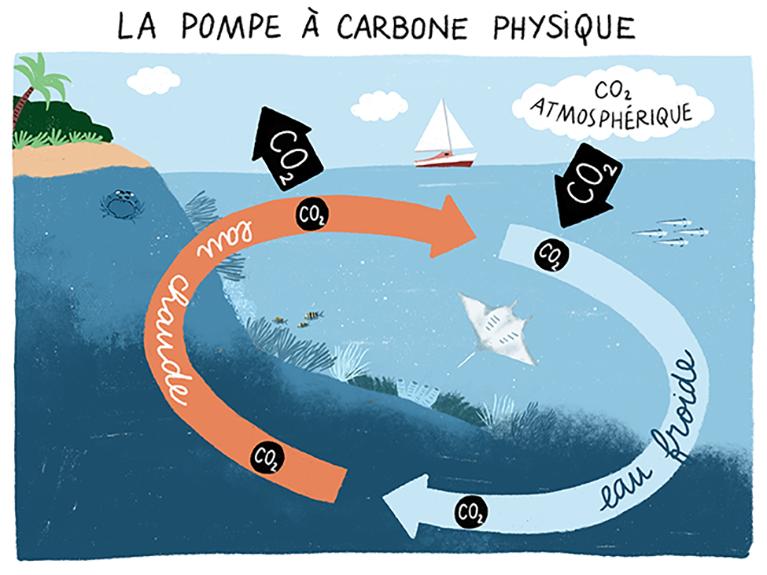 LA POMPE À CARBONE PHYSIQUE
CO₂
ATMOSPHÉRIQUE
CO₂
CO₂
CO₂
CO₂
eau chaude
eau froide
CO₂
CO₂